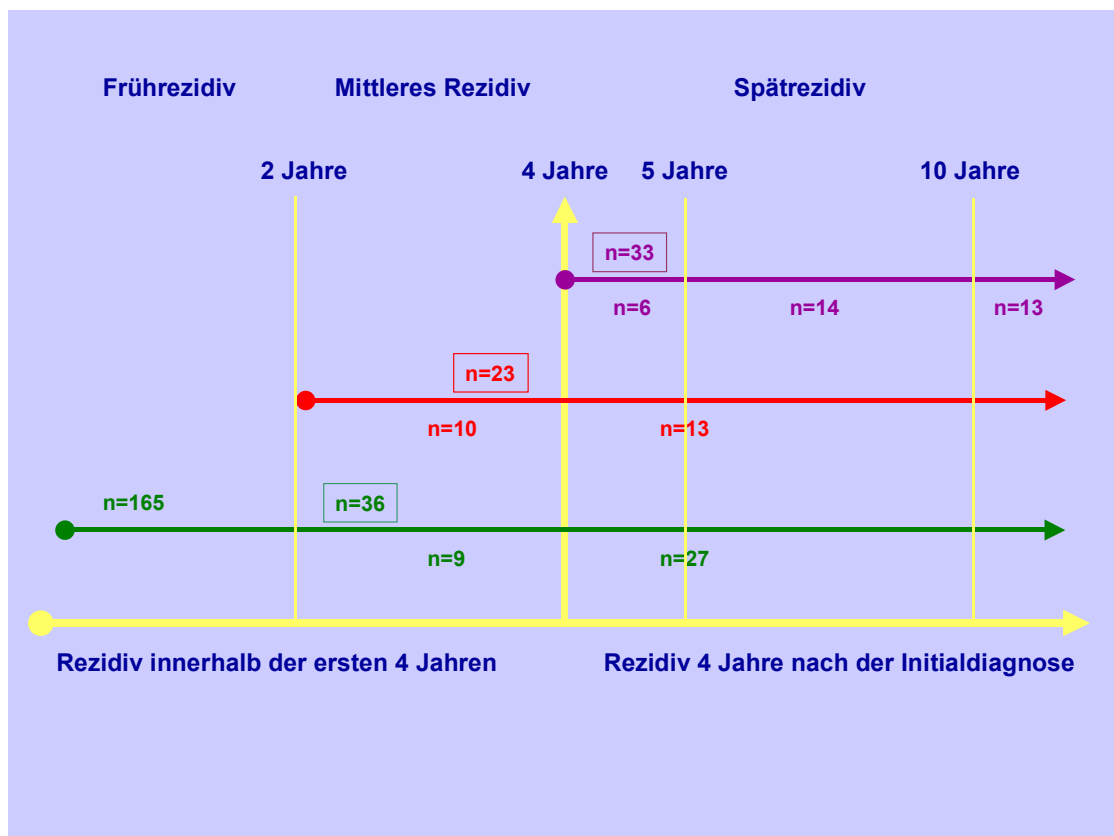 Frührezidiv Mittleres Rezidiv Spätrezidiv
2 Jahre 4 Jahre 5 Jahre 10 Jahre
n=33
n=6 n=14 n=13
n=23
n=10 n=13
n=165 n=36
n=9 n=27
Rezidiv innerhalb der ersten 4 Jahren Rezidiv 4 Jahre nach der Initialdiagnose